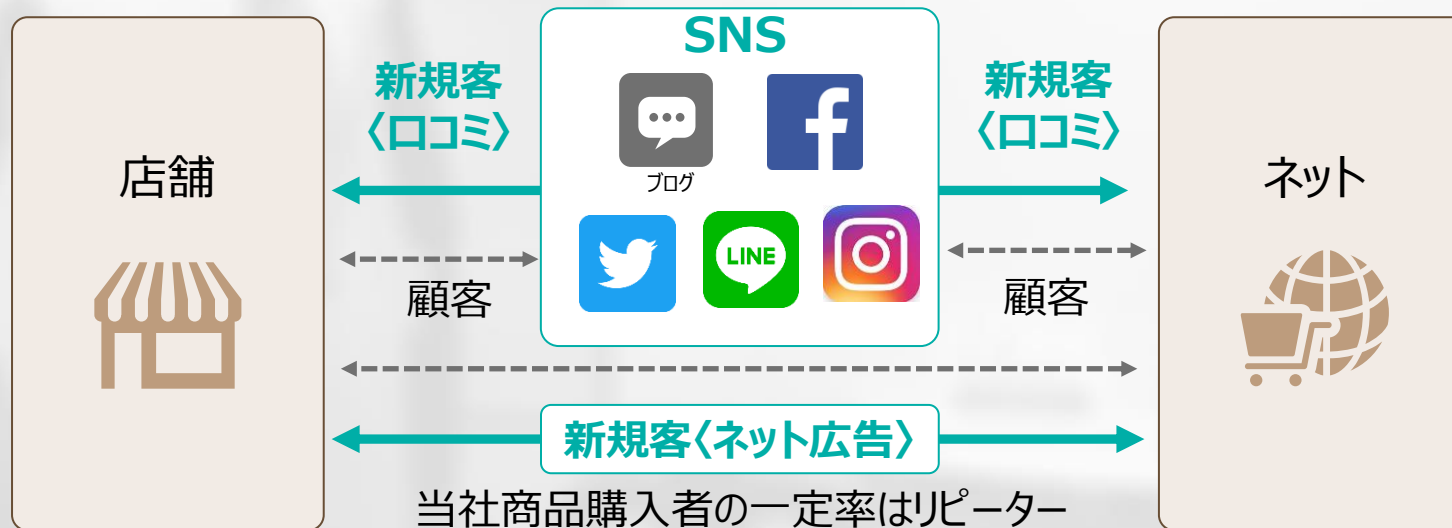 SNS
新規客
〈口コミ〉
新規客
〈口コミ〉
店舗
ブログ
ネット
LINE
顧客
顧客
新規客〈ネット広告〉
当社商品購入者の一定率はリピーター